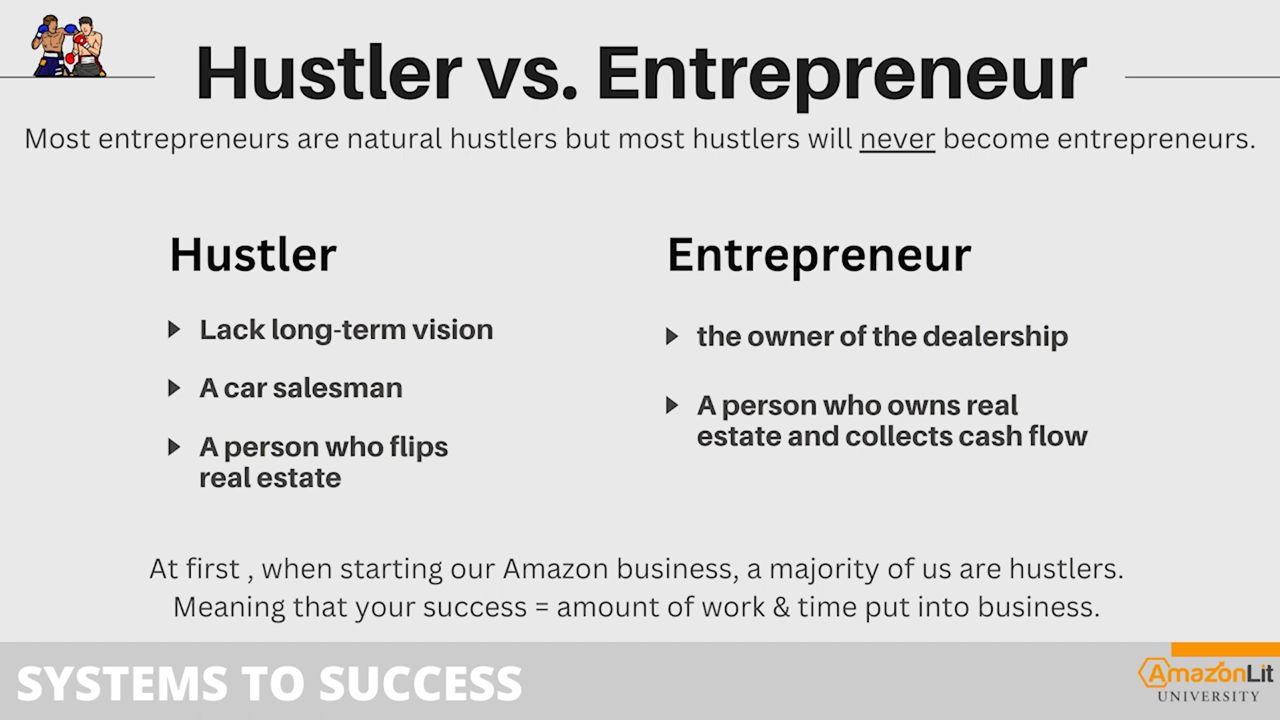 Hustler vs. Entrepreneur
Most entrepreneurs are natural hustlers but most hustlers will never become entrepreneurs.
Hustler
Lack long-term vision
A car salesman
A person who flips
real estate
Entrepreneur
the owner of the dealership
A person who owns real
estate and collects cash flow
At first , when starting our Amazon business, a majority of us are hustlers.
Meaning that your success = amount of work & time put into business.
SYSTEMS TO SUCCESS
AmazonLit
UNIVERSITY